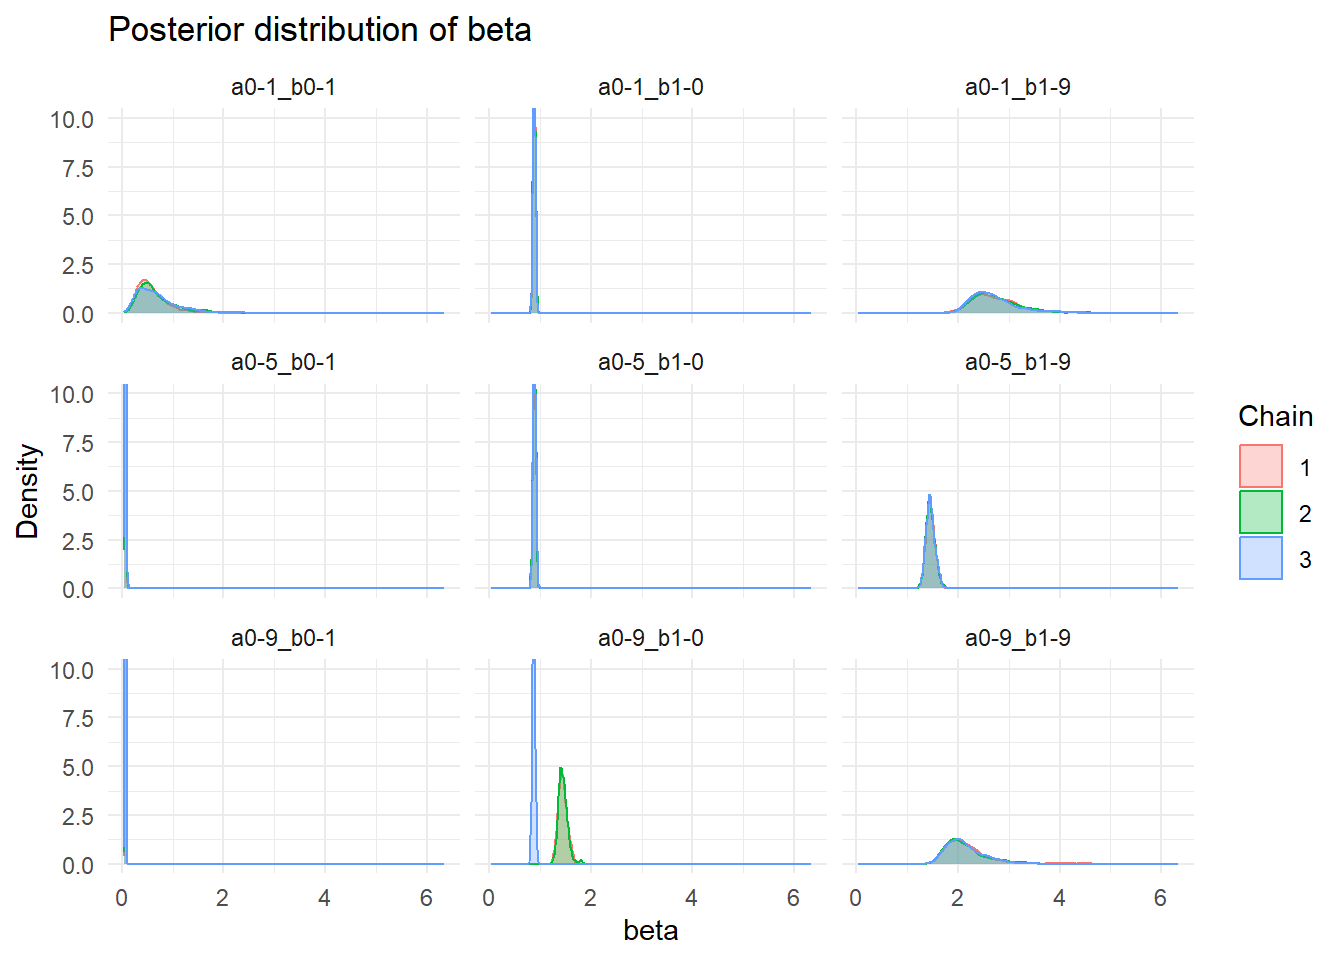 Posterior distribution of beta
a0-1_b0-1 a0-1_b1-0 a0-1_b1-9
10.0
7.5
5.0
2.5
0.0
a0-5_b0-1 a0-5_b1-0 a0-5_b1-9
10.0
7.5
5.0
2.5
0.0
a0-9_b0-1 a0-9_b1-0 a0-9_b1-9
10.0
7.5
5.0
2.5
0.0
0 2 4 6 0 2 4 6 0 2 4 6
beta
Density
Chain
1
2
3